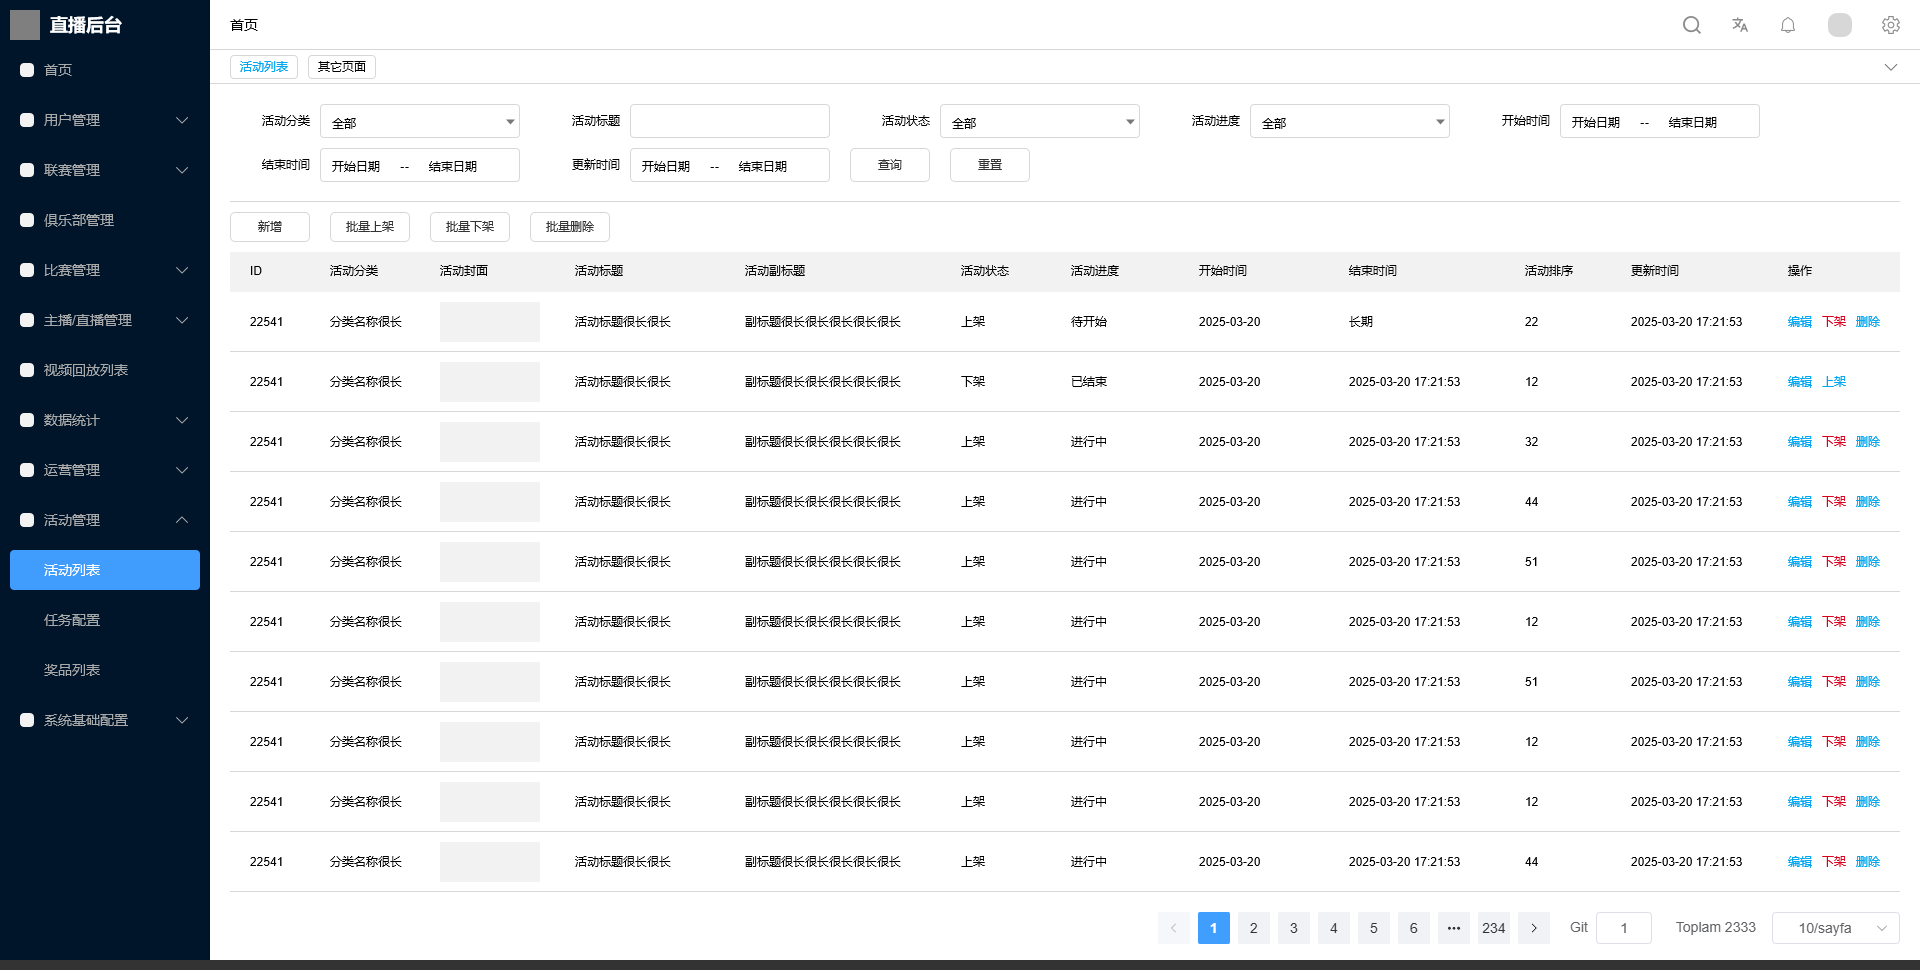 直播后台
首页
用户管理
联赛管理
俱乐部管理
比赛管理
主播/直播管理
视频回放列表
数据统计
运营管理
活动管理
活动列表
任务配置
奖品列表
系统基础配置
首页
活动列表 其它页面
活动分类 全部 活动标题 活动状态 全部 活动进度 全部 开始时间 开始日期 -- 结束日期
结束时间 开始日期 -- 结束日期 更新时间 开始日期 -- 结束日期 查询 重置
新增 批量上架 批量下架 批量删除
ID 活动分类 活动封面 活动标题 活动副标题 活动状态 活动进度 开始时间 结束时间 活动排序 更新时间 操作
22541 分类名称很长 活动标题很长很长 副标题很长很长很长很长很长 上架 待开始 2025-03-20 长期 22 2025-03-20 17:21:53 编辑 下架 删除
22541 分类名称很长 活动标题很长很长 副标题很长很长很长很长很长 下架 已结束 2025-03-20 2025-03-20 17:21:53 12 2025-03-20 17:21:53 编辑 上架
22541 分类名称很长 活动标题很长很长 副标题很长很长很长很长很长 上架 进行中 2025-03-20 2025-03-20 17:21:53 32 2025-03-20 17:21:53 编辑 下架 删除
22541 分类名称很长 活动标题很长很长 副标题很长很长很长很长很长 上架 进行中 2025-03-20 2025-03-20 17:21:53 44 2025-03-20 17:21:53 编辑 下架 删除
22541 分类名称很长 活动标题很长很长 副标题很长很长很长很长很长 上架 进行中 2025-03-20 2025-03-20 17:21:53 51 2025-03-20 17:21:53 编辑 下架 删除
22541 分类名称很长 活动标题很长很长 副标题很长很长很长很长很长 上架 进行中 2025-03-20 2025-03-20 17:21:53 12 2025-03-20 17:21:53 编辑 下架 删除
22541 分类名称很长 活动标题很长很长 副标题很长很长很长很长很长 上架 进行中 2025-03-20 2025-03-20 17:21:53 51 2025-03-20 17:21:53 编辑 下架 删除
22541 分类名称很长 活动标题很长很长 副标题很长很长很长很长很长 上架 进行中 2025-03-20 2025-03-20 17:21:53 12 2025-03-20 17:21:53 编辑 下架 删除
22541 分类名称很长 活动标题很长很长 副标题很长很长很长很长很长 上架 进行中 2025-03-20 2025-03-20 17:21:53 12 2025-03-20 17:21:53 编辑 下架 删除
22541 分类名称很长 活动标题很长很长 副标题很长很长很长很长很长 上架 进行中 2025-03-20 2025-03-20 17:21:53 44 2025-03-20 17:21:53 编辑 下架 删除
1 2 3 4 5 6 ••• 234 Git 1 Toplam 2333 10/sayfa